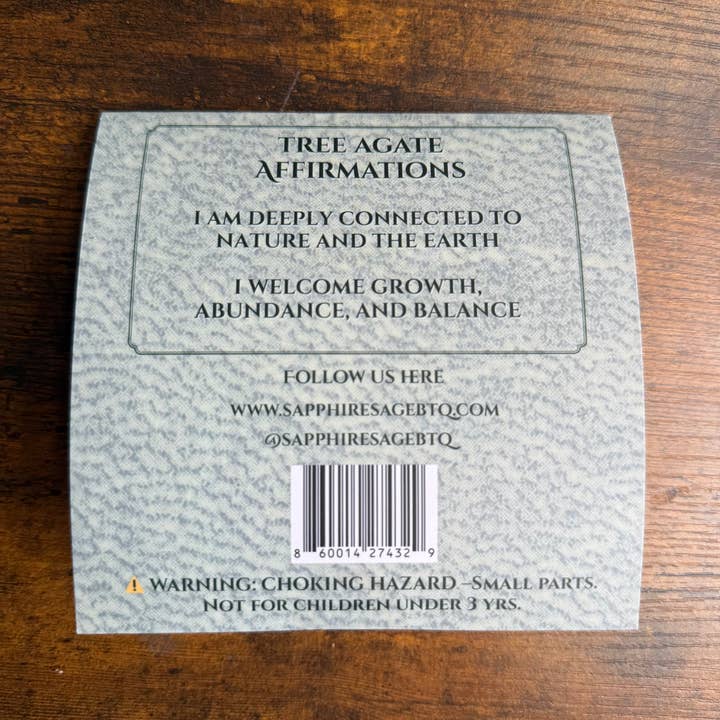 TREE AGATE
AFFIRMATIONS
I AM DEEPLY CONNECTED TO
NATURE AND THE EARTH
I WELCOME GROWTH,
ABUNDANCE, AND BALANCE
FOLLOW US HERE
WWW.SAPPHIRESAGEBTQ.COM
@SAPPHIRESAGEBTQ
8 60014 27432 9
⚠ WARNING: CHOKING HAZARD –SMALL PARTS.
NOT FOR CHILDREN UNDER 3 YRS.